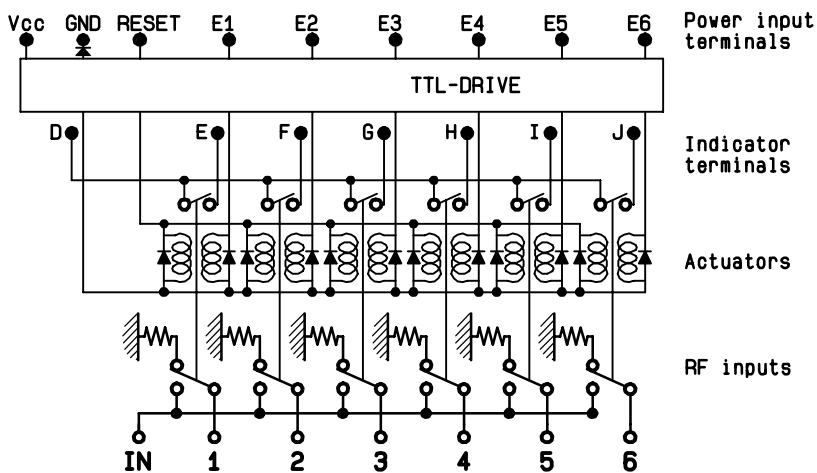 Vcc GND RESET E1 E2 E3 E4 E5 E6 Power input
terminals
TTL-DRIVE
D E F G H I J Indicator
terminals
Actuators
RF inputs
IN 1 2 3 4 5 6